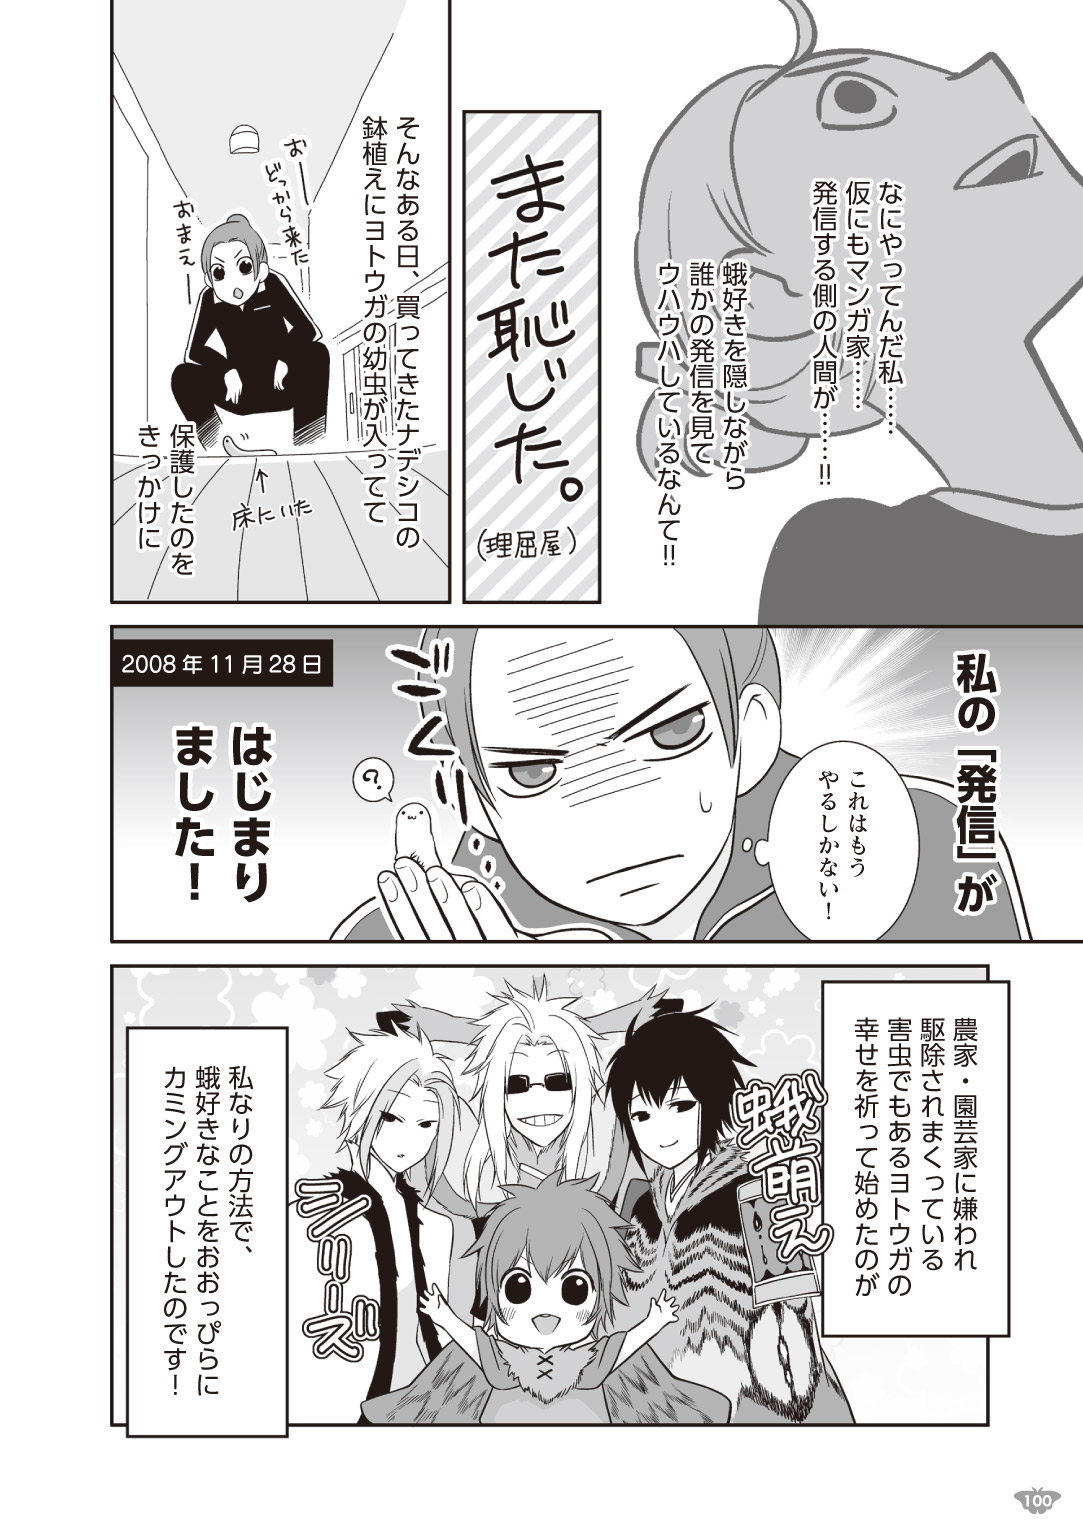 なにやってんだ私……
仮にもマンガ家……
発信する側の人間が……!!
蛾好きを隠しながら
誰かの発信を見て
ウハウハしているなんて!!
また恥じた。
(理屈屋)
そんなある日、買ってきたナデシコの
鉢植えにヨトウガの幼虫が入ってて
おー
どっから来た
おまえー
↑
床にいた
保護したのを
きっかけに
私の「発信」が
これはもう
やるしかない!
ごごく
?
2008年11月28日
はじまり
ました!
農家・園芸家に嫌われ
駆除されまくっている
害虫でもあるヨトウガの
幸せを祈って始めたのが
蛾萌え
シリーズ
私なりの方法で、
蛾好きなことをおおっぴらに
カミングアウトしたのです!
100